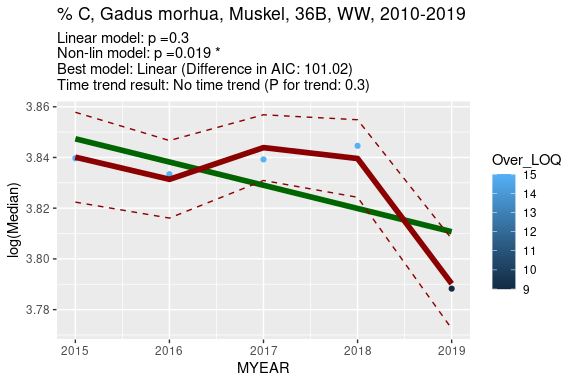 % C, Gadus morhua, Muskel, 36B, WW, 2010-2019
Linear model: p =0.3
Non-lin model: p =0.019 *
Best model: Linear (Difference in AIC: 101.02)
Time trend result: No time trend (P for trend: 0.3)
log(Median)
3.86
3.84
3.82
3.80
3.78
2015
2016
2017
2018
2019
MYEAR
Over_LOQ
15
14
13
12
11
10
9